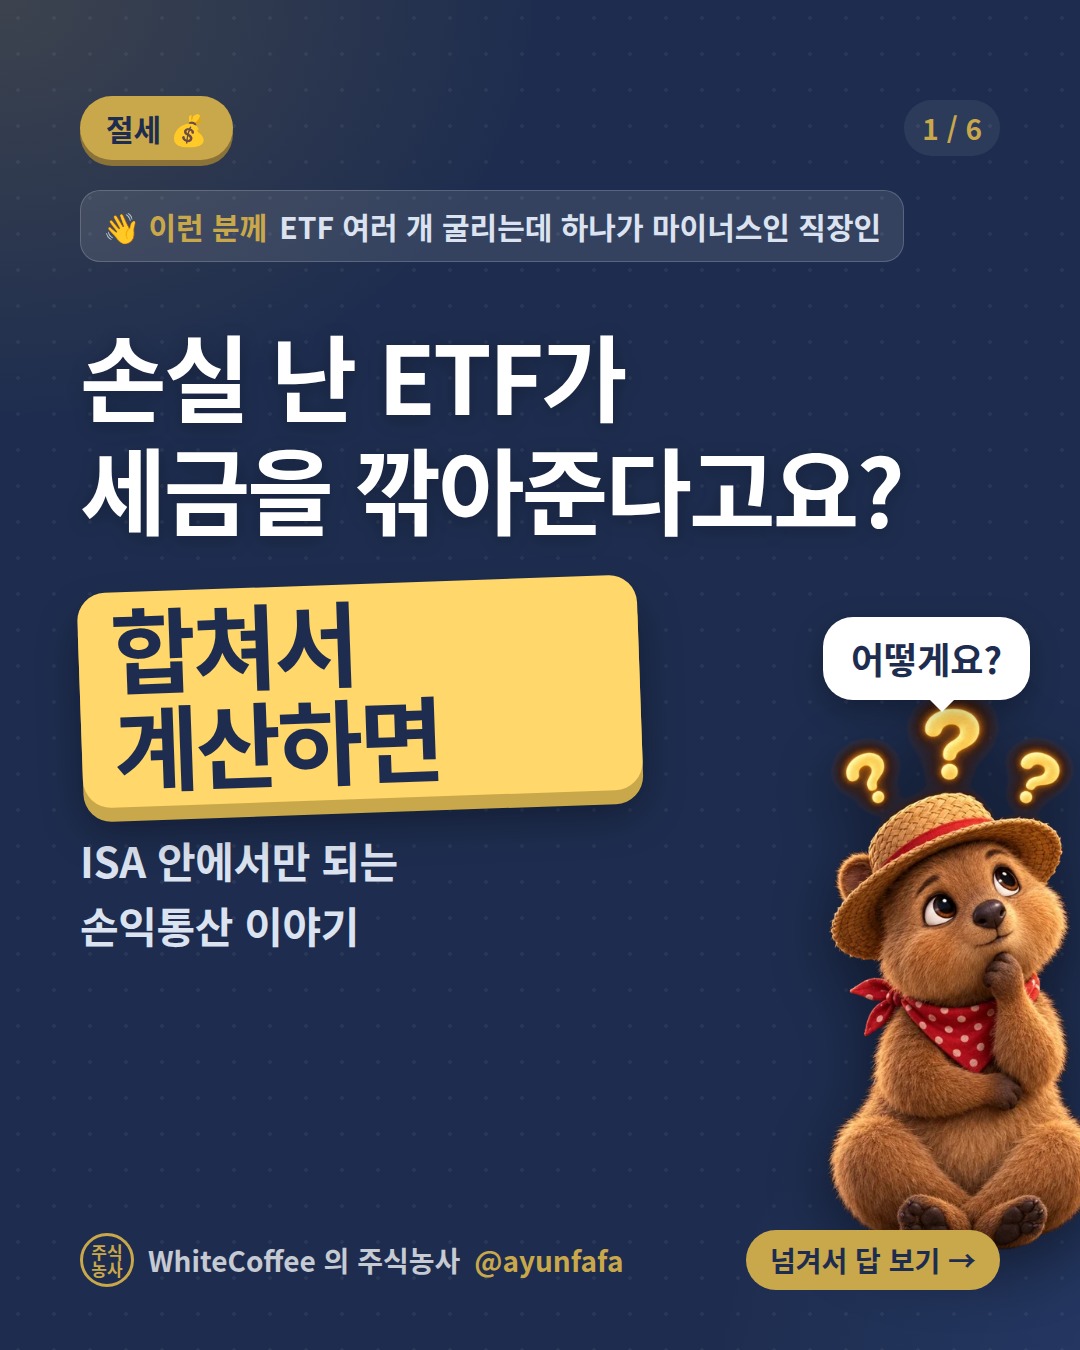 절세 💰
1 / 6
👋 이런 분께 ETF 여러 개 굴리는데 하나가 마이너스인 직장인
손실 난 ETF가
세금을 깎아준다고요?
합쳐서
계산하면
어떻게요?
ISA 안에서만 되는
손익통산 이야기
주식
농사
WhiteCoffee 의 주식농사 @ayunfafa
넘겨서 답 보기 →